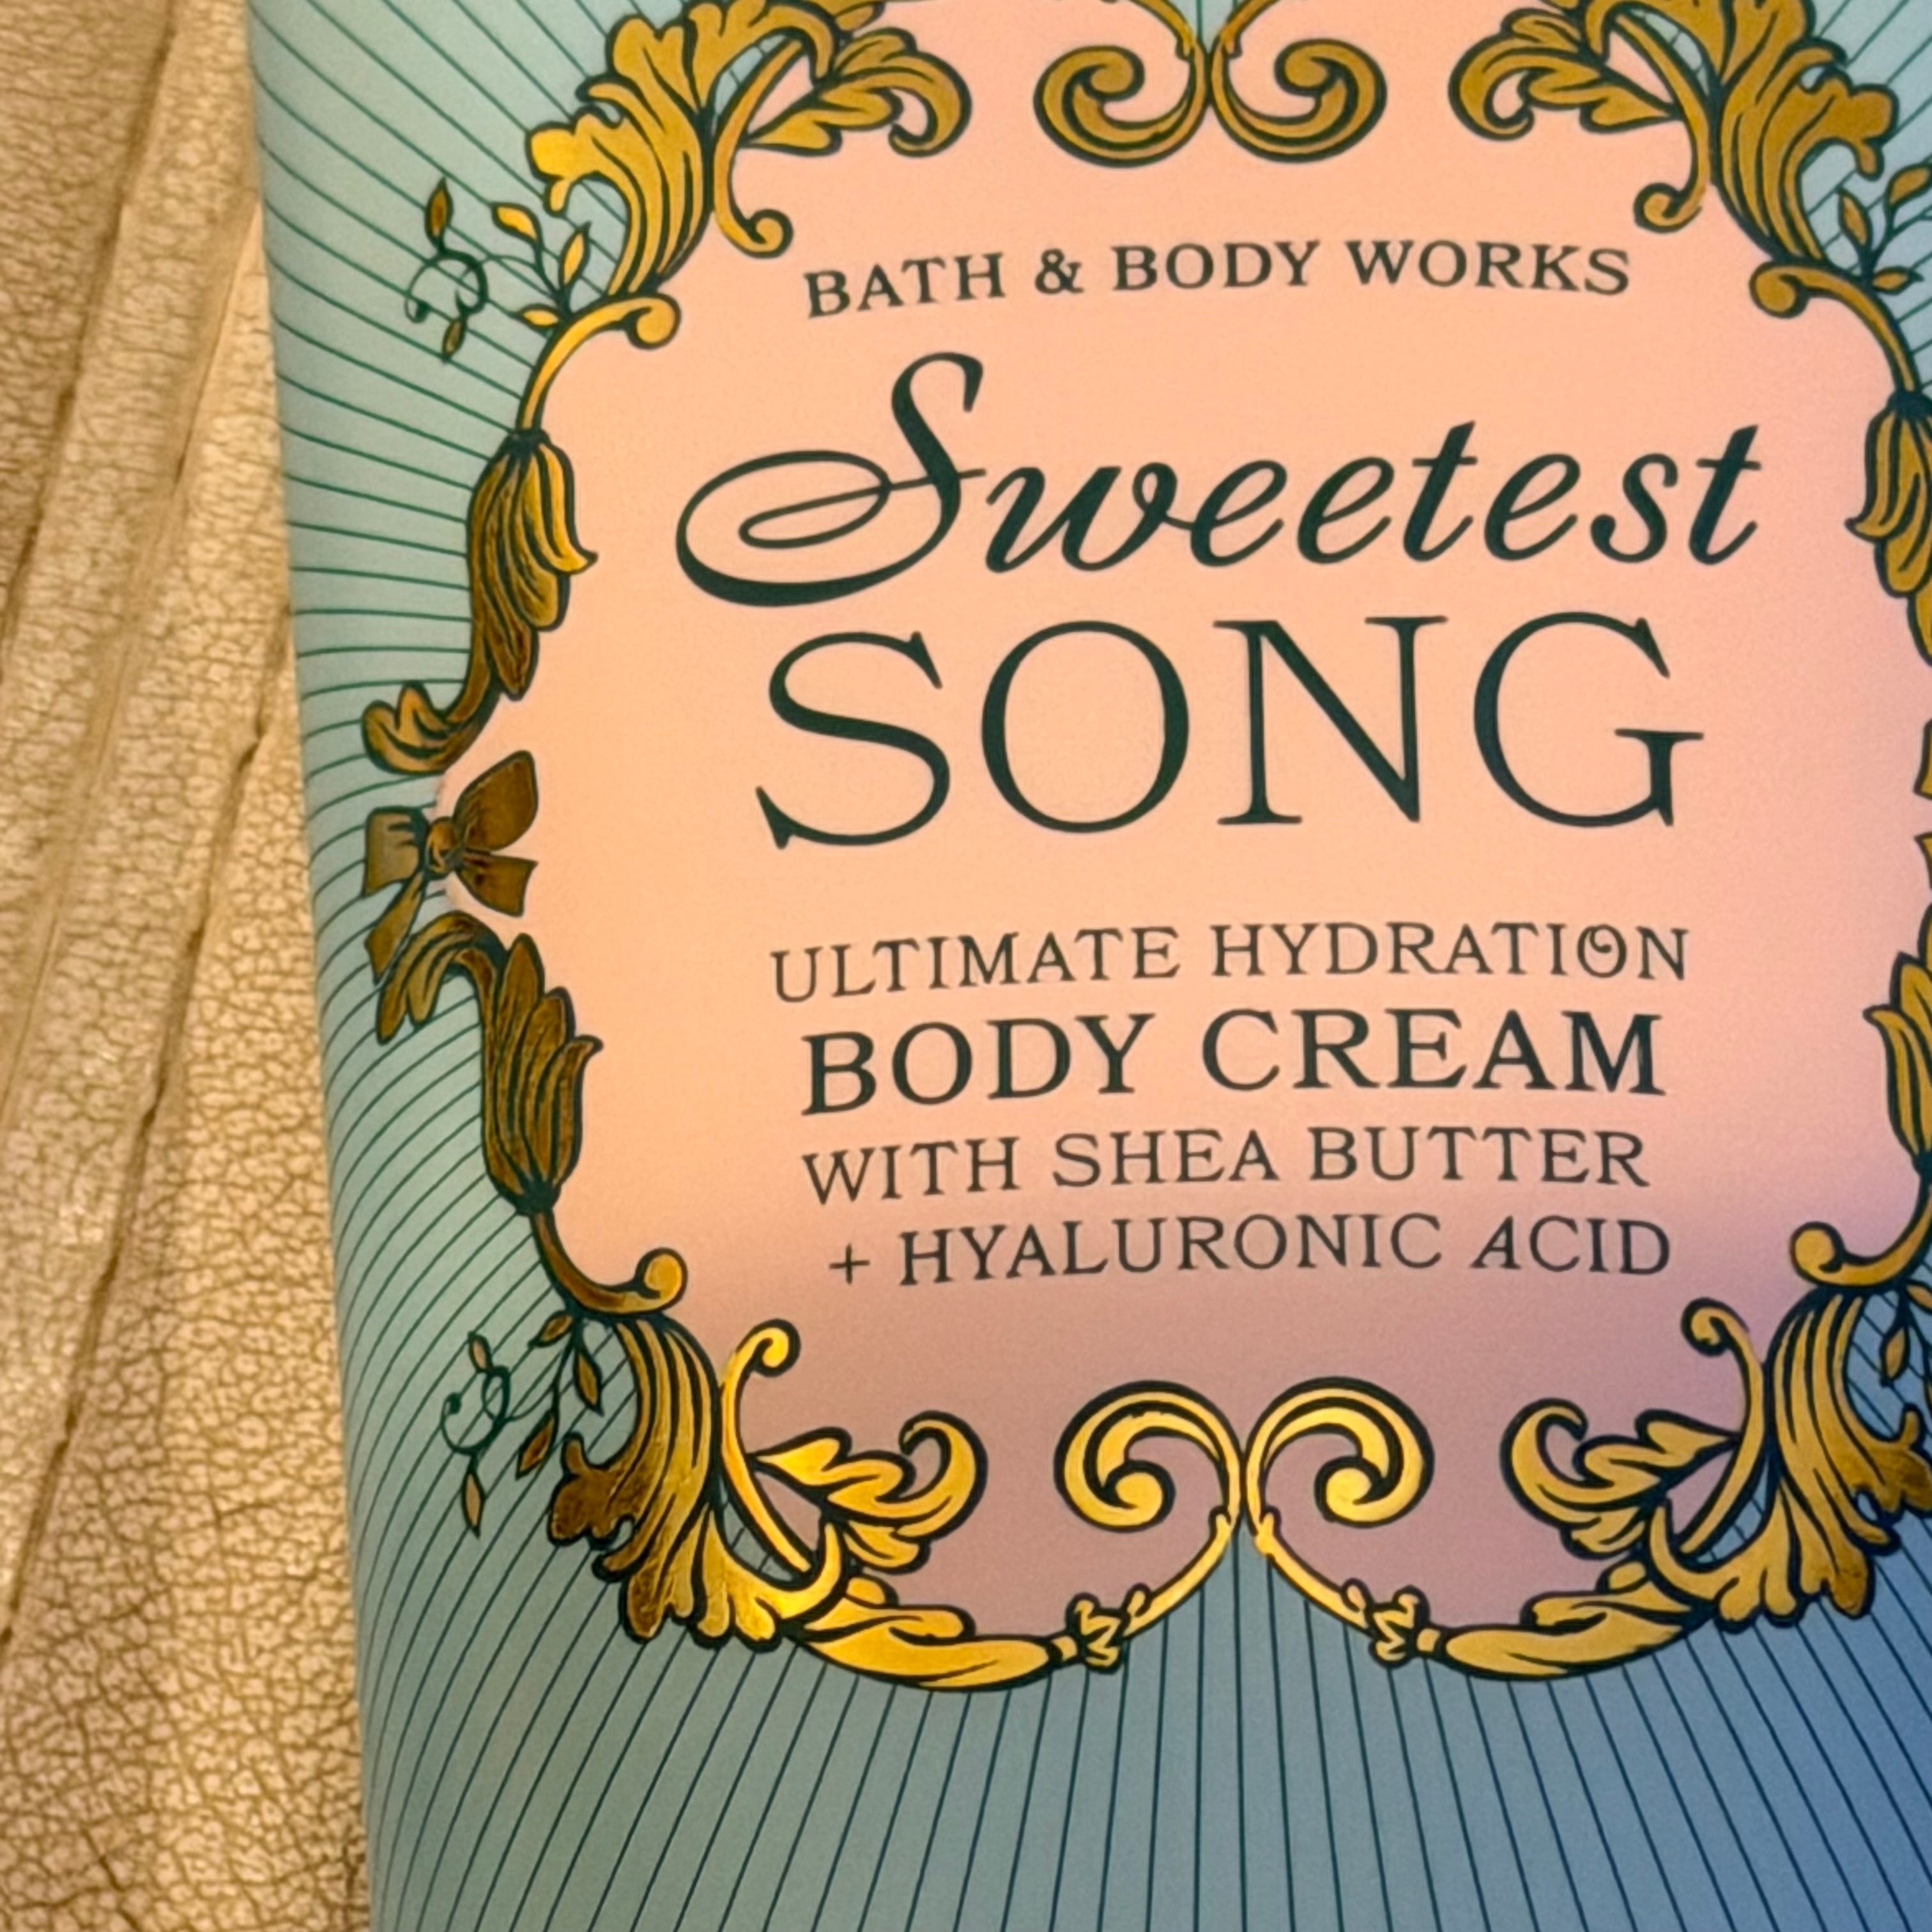 BATH & BODY WORKS
Sweetest
SONG
ULTIMATE HYDRATION
BODY CREAM
WITH SHEA BUTTER
+ HYALURONIC ACID